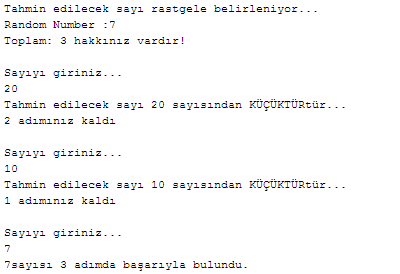 Tahmin edilecek sayı rastgele belirleniyor...
Random Number :7
Toplam: 3 hakkınız vardır!
Sayıyı giriniz...
20
Tahmin edilecek sayı 20 sayısından KÜÇÜKTÜRtür...
2 adımınız kaldı
Sayıyı giriniz...
10
Tahmin edilecek sayı 10 sayısından KÜÇÜKTÜRtür...
1 adımınız kaldı
Sayıyı giriniz...
7
7sayısı 3 adımda başarıyla bulundu.